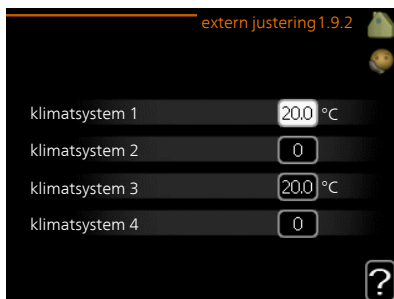 extern justering 1.9.2
klimatsystem 1 20.0 °C
klimatsystem 2 0
klimatsystem 3 20.0 °C
klimatsystem 4 0
?